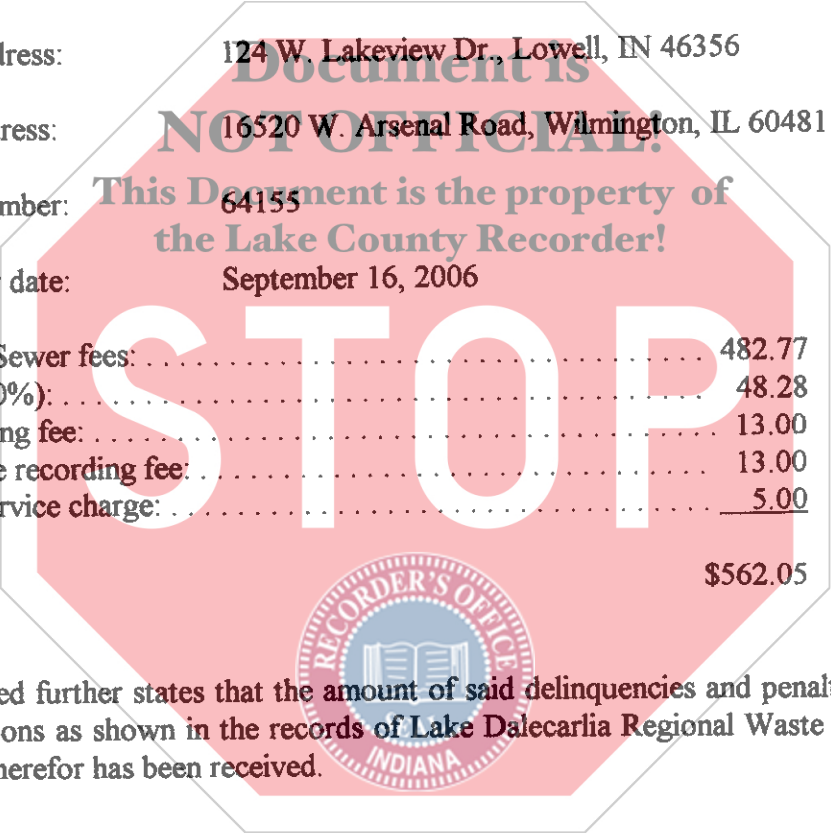 dress: 124 W. Lakeview Dr., Lowell, IN 46356
Document is
ress: 16520 W. Arsenal Road, Wilmington, IL 60481
NOT OFFICIAL!
mber: 64155
This Document is the property of
the Lake County Recorder!
date: September 16, 2006
STOP
Sewer fees: 482.77
0%): 48.28
ng fee: 13.00
e recording fee: 13.00
rvice charge: 5.00
$562.05
RECORDER'S OFFICE
ed further states that the amount of said delinquencies and penalt
ons as shown in the records of Lake Dalecarlia Regional Waste
herefor has been received.
INDIANA